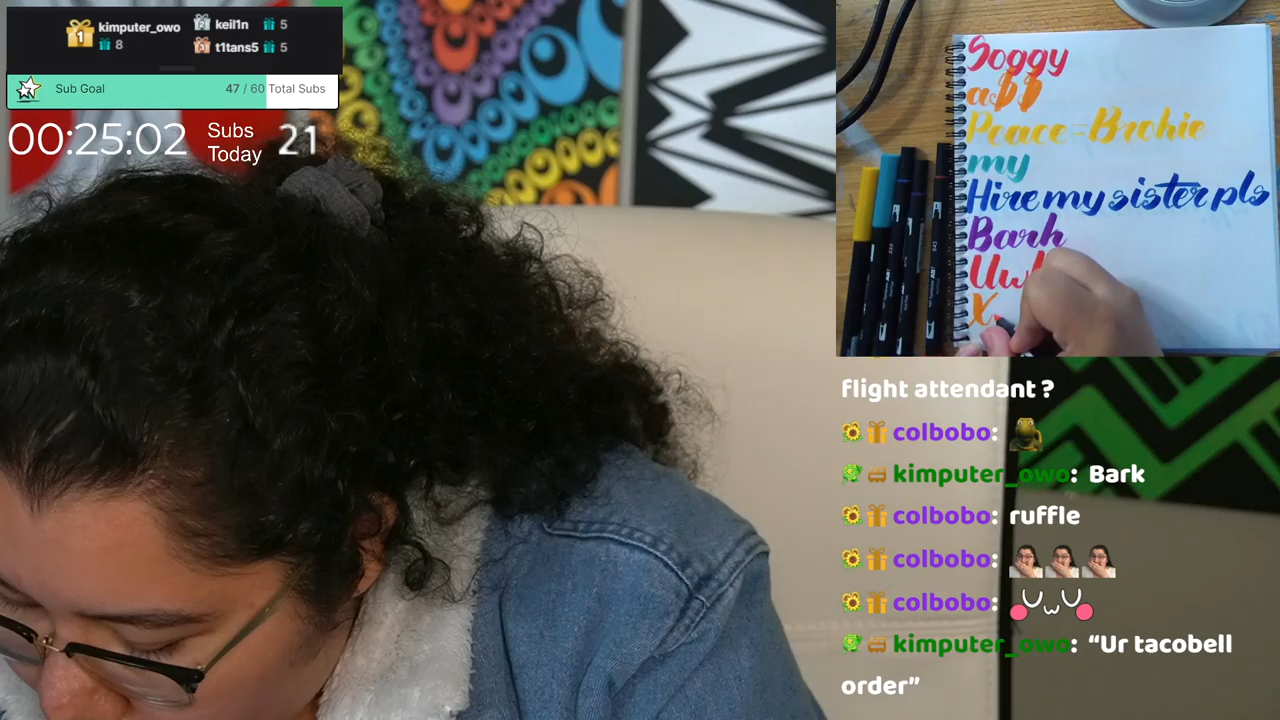 kimputer_owo
8
keil1n 5
t1tans5 5
Sub Goal 47 / 60 Total Subs
00:25:02 Subs Today 21
Soggy
a$$
Peace-Brohie
my
Hire my sister pls
Bark
X
flight attendant ?
colbobo:
kimputer_owo: Bark
colbobo: ruffle
colbobo:
colbobo:
kimputer_owo: “Ur tacobell
order”